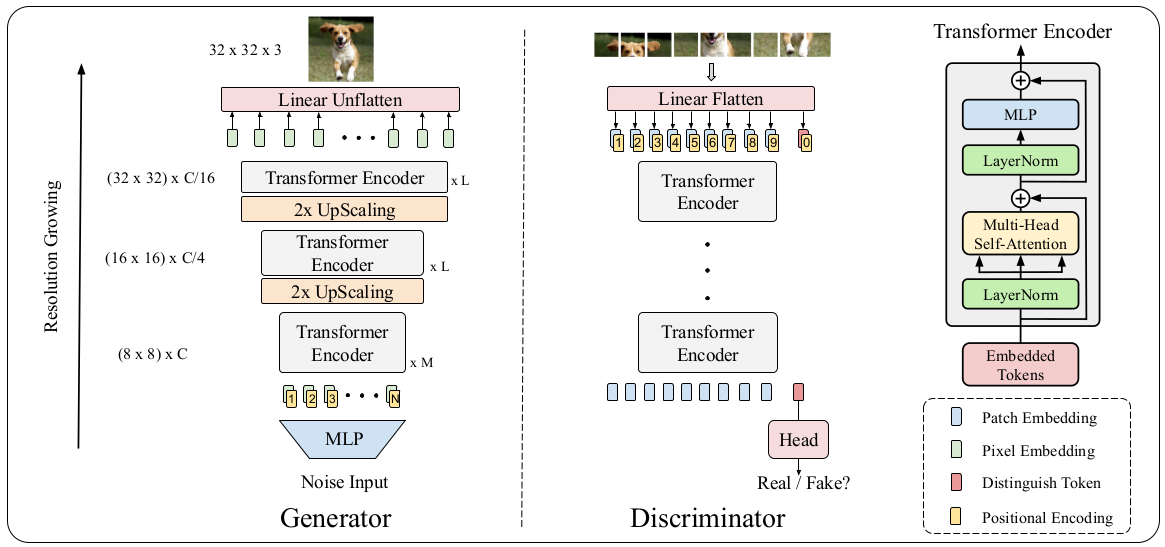 32 x 32 x 3
Linear Unflatten
(32 x 32) x C/16
Transformer Encoder
x L
2x UpScaling
(16 x 16) x C/4
Transformer
Encoder
x L
2x UpScaling
(8 x 8) x C
Transformer
Encoder
x M
1 2 3 N
MLP
Noise Input
Generator
Resolution Growing
Linear Flatten
1 2 3 4 5 6 7 8 9 0
Transformer
Encoder
Transformer
Encoder
Head
Real / Fake?
Discriminator
Transformer Encoder
+
MLP
LayerNorm
+
Multi-Head
Self-Attention
LayerNorm
Embedded
Tokens
Patch Embedding
Pixel Embedding
Distinguish Token
Positional Encoding